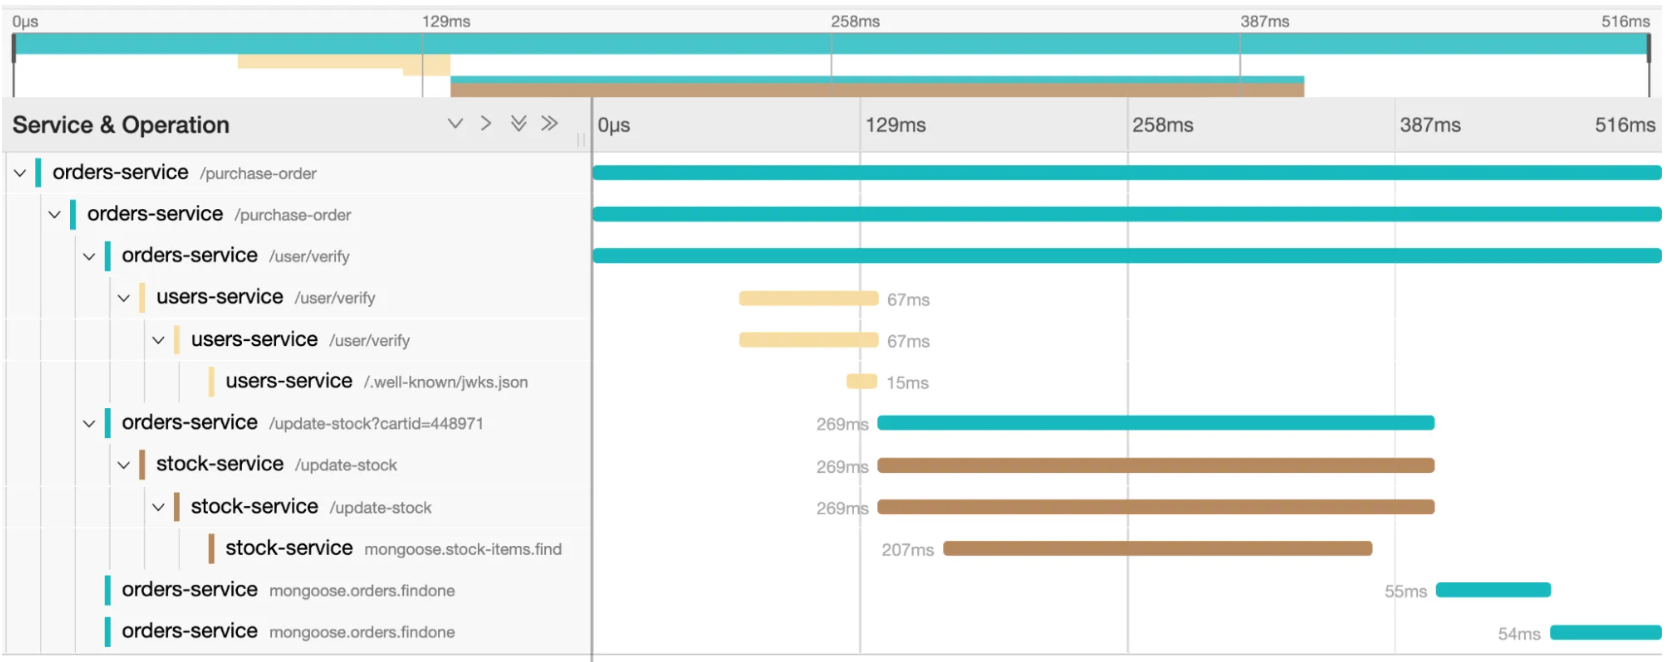 0μs 129ms 258ms 387ms 516ms
Service & Operation 0μs 129ms 258ms 387ms 516ms
orders-service /purchase-order
orders-service /purchase-order
orders-service /user/verify
users-service /user/verify 67ms
users-service /user/verify 67ms
users-service /.well-known/jwks.json 15ms
orders-service /update-stock?cartid=448971 269ms
stock-service /update-stock 269ms
stock-service /update-stock 269ms
stock-service mongoose.stock-items.find 207ms
orders-service mongoose.orders.findone 55ms
orders-service mongoose.orders.findone 54ms